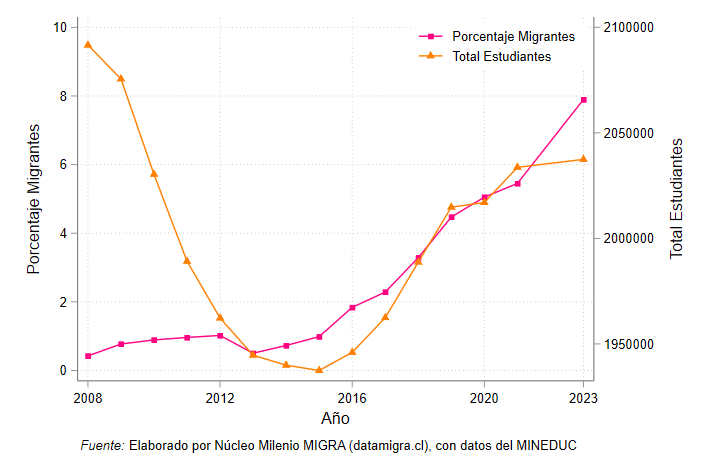 Porcentaje Migrantes
Total Estudiantes
10
8
6
4
2
0
Porcentaje Migrantes
2100000
2050000
2000000
1950000
Total Estudiantes
2008
2012
2016
2020
2023
Año
Fuente: Elaborado por Núcleo Milenio MIGRA (datamigra.cl), con datos del MINEDUC